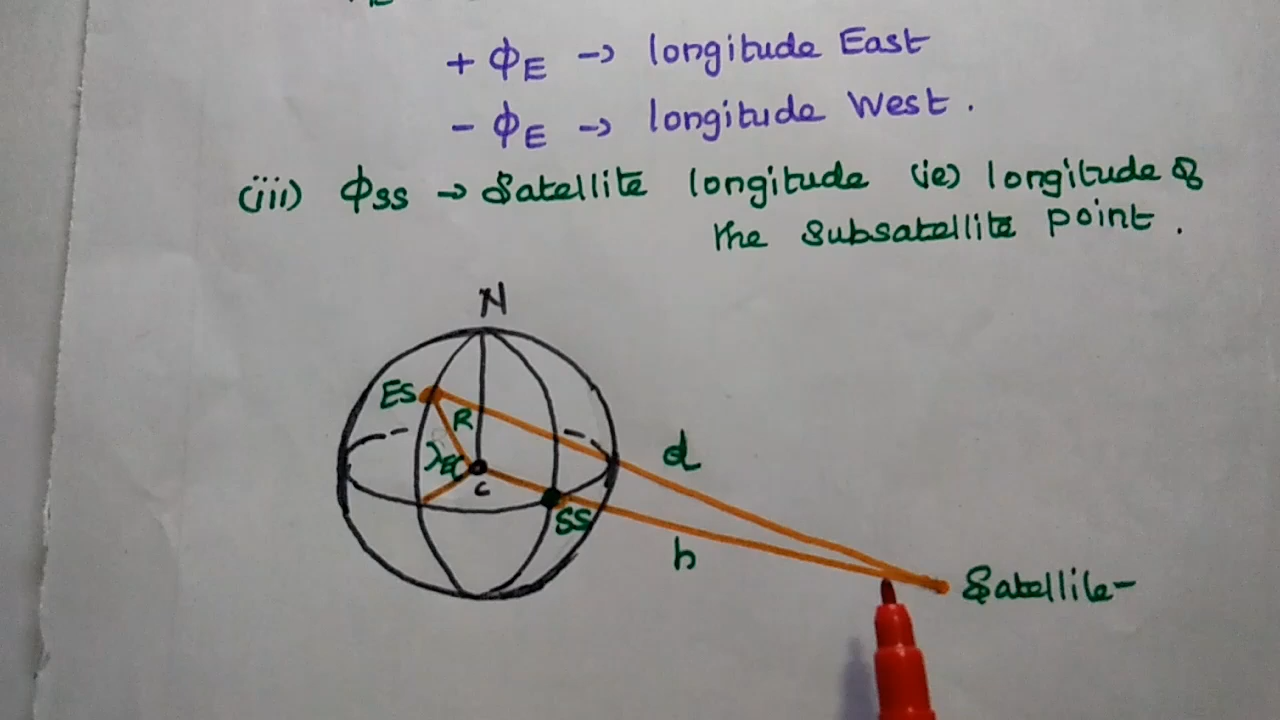 + ϕE → longitude East
- ϕE → longitude West.
(iii) ϕSS → Satellite longitude (ie) longitude of
the subsatellite point.
N
ES
R
λE
C
SS
d
h
Satellite